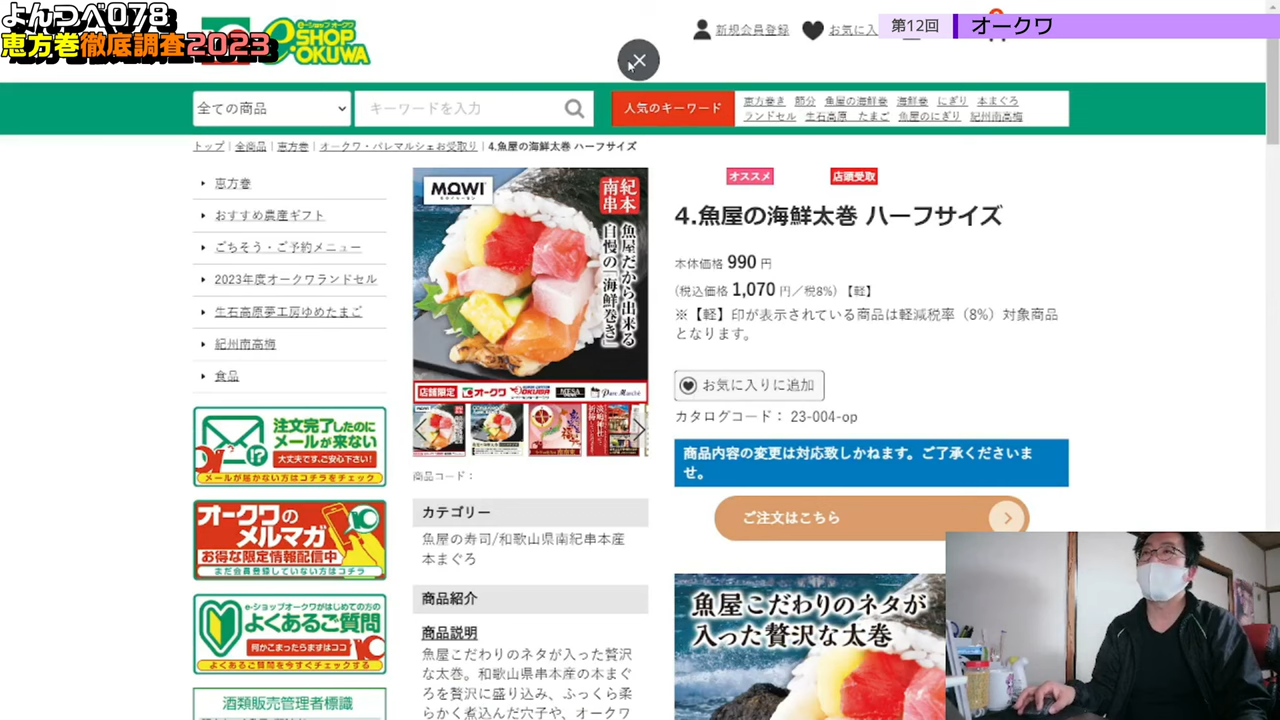 よんつべ078
恵方巻徹底調査2023
e-ショップ オークワ
eSHOP
OKUWA
新規会員登録
お気に入
第12回
オークワ
全ての商品
キーワードを入力
人気のキーワード
恵方巻き 節分 魚屋の海鮮巻 海鮮巻 にぎり 本まぐろ
ランドセル 生石高原 たまご 魚屋のにぎり 紀州南高梅
トップ | 全商品 | 恵方巻 | オークワ・パレマルシェお受取り | 4.魚屋の海鮮太巻 ハーフサイズ
恵方巻
おすすめ農産ギフト
ごちそう・ご予約メニュー
2023年度オークワランドセル
生石高原夢工房ゆめたまご
紀州南高梅
食品
注文完了したのに
メールが来ない
大丈夫です、ご安心下さい!
メールが届かない方はコチラをチェック
オークワの
メルマガ
お得な限定情報配信中
まだ会員登録していない方はコチラ
e-ショップオークワがはじめての方の
よくあるご質問
何かこまったらまずはココ
よくあるご質問を今すぐチェックする
酒類販売管理者標識
MOWI
南紀
串本
魚屋だから出来る
自慢の「海鮮巻き」
店舗限定
オークワ
OKUWA
MESA
Pare Marché
商品コード：
カテゴリー
魚屋の寿司/和歌山県南紀串本産
本まぐろ
商品紹介
商品説明
魚屋こだわりのネタが入った贅沢
な太巻。和歌山県串本産の本まぐ
ろを贅沢に盛り込み、ふっくら柔
らかく煮込んだ穴子や、オークワ
オススメ
店頭受取
4.魚屋の海鮮太巻 ハーフサイズ
本体価格 990 円
(税込価格 1,070 円／税8%) 【軽】
※【軽】印が表示されている商品は軽減税率（8%）対象商品
となります。
お気に入りに追加
カタログコード： 23-004-op
商品内容の変更は対応致しかねます。ご了承くださいま
せ。
ご注文はこちら
魚屋こだわりのネタが
入った贅沢な太巻